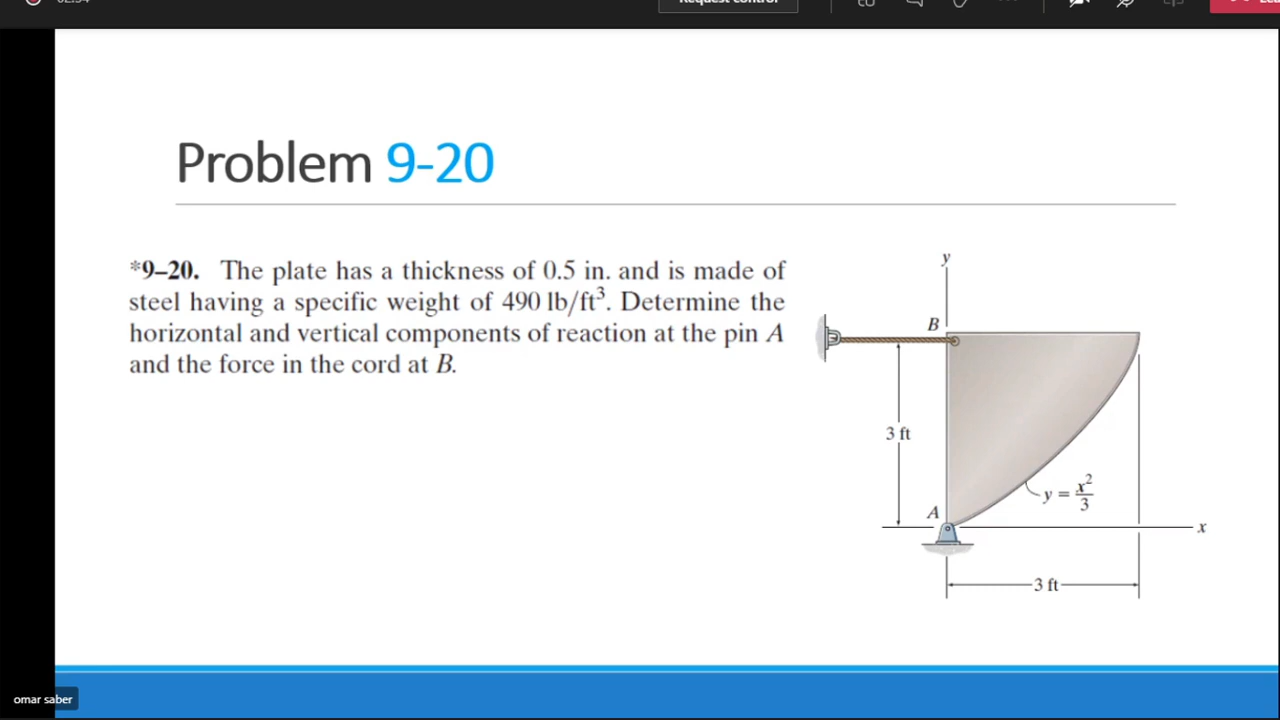 Problem 9-20
*9–20. The plate has a thickness of 0.5 in. and is made of
steel having a specific weight of 490 lb/ft³. Determine the
horizontal and vertical components of reaction at the pin A
and the force in the cord at B.
y
B
3 ft
y = x²/3
A
x
3 ft
omar saber